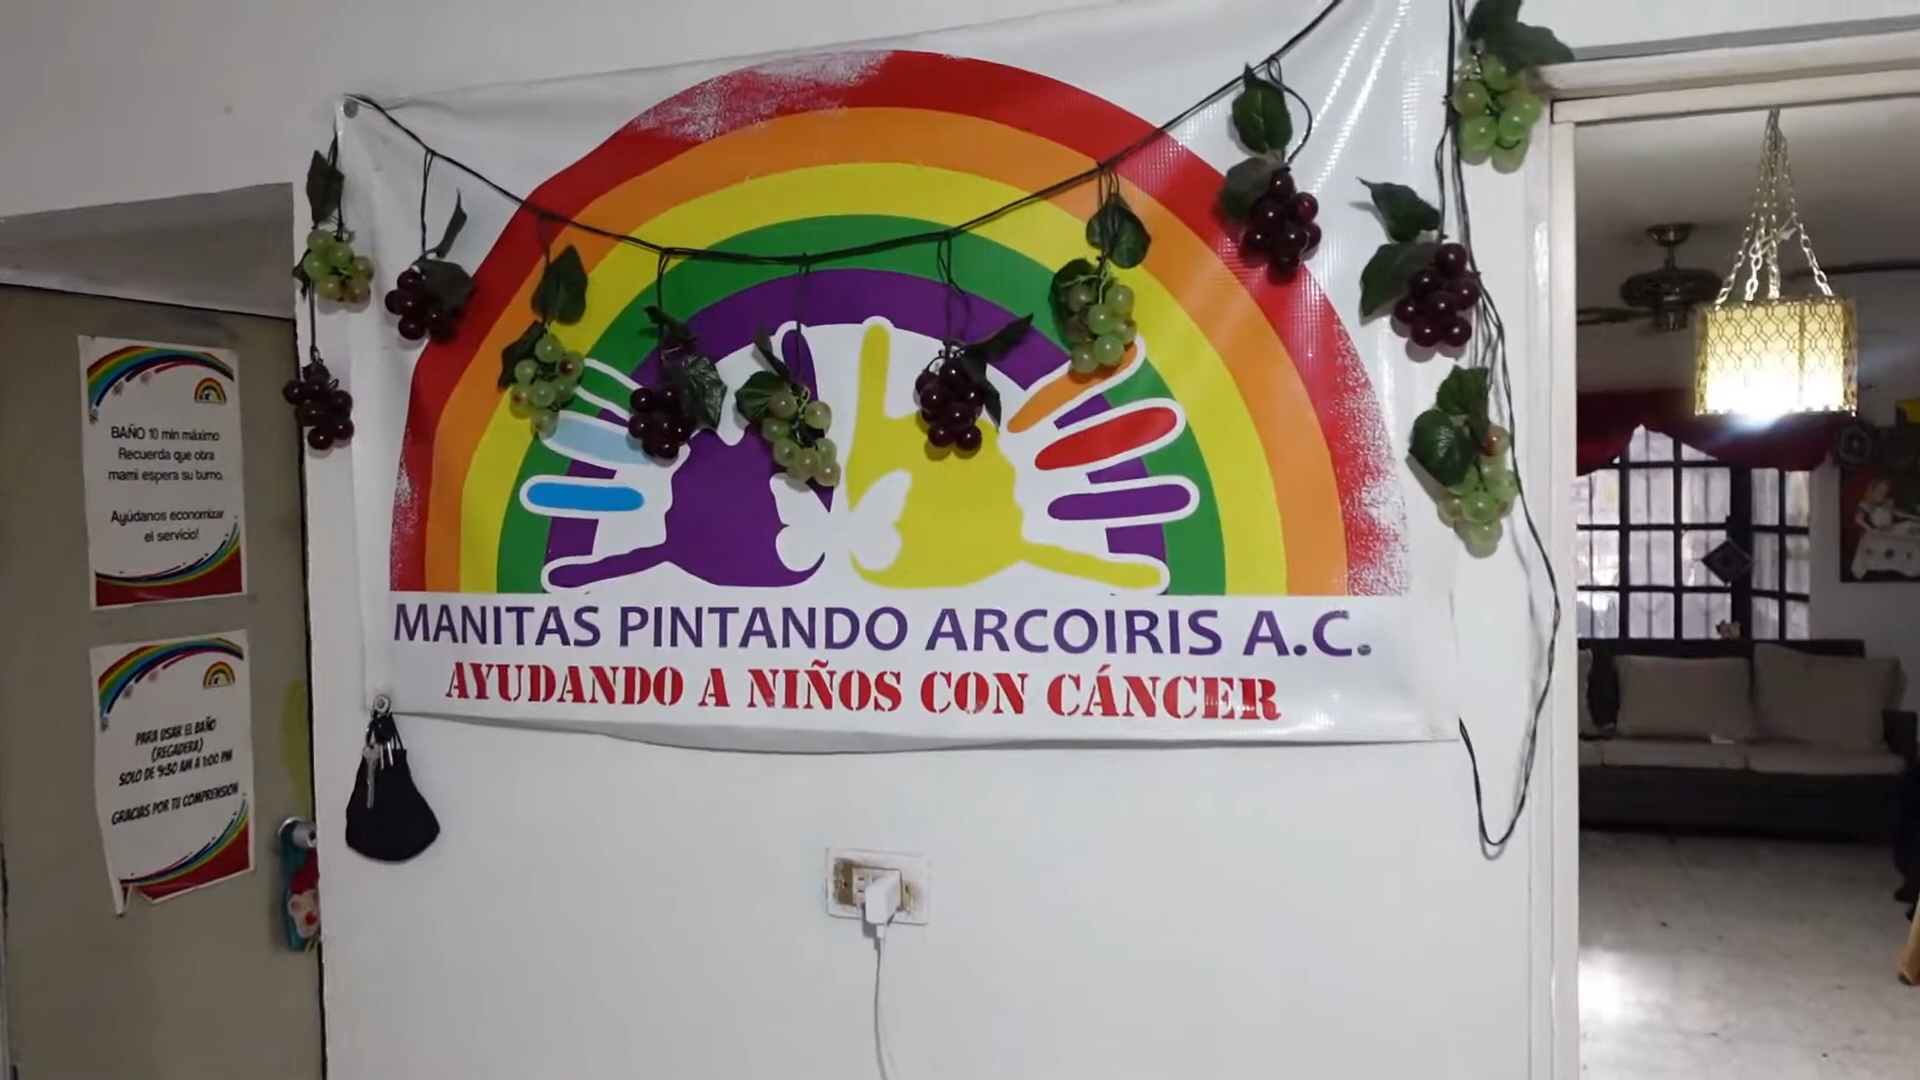 BAÑO 10 min máximo
Recuerda que otra
mami espera su turno.
Ayúdanos economizar
el servicio!
PARA USAR EL BAÑO
(REGADERA)
SOLO DE 9:30 AM A 1:00 PM
GRACIAS POR TU COMPRENSION
MANITAS PINTANDO ARCOIRIS A.C.
AYUDANDO A NIÑOS CON CÁNCER